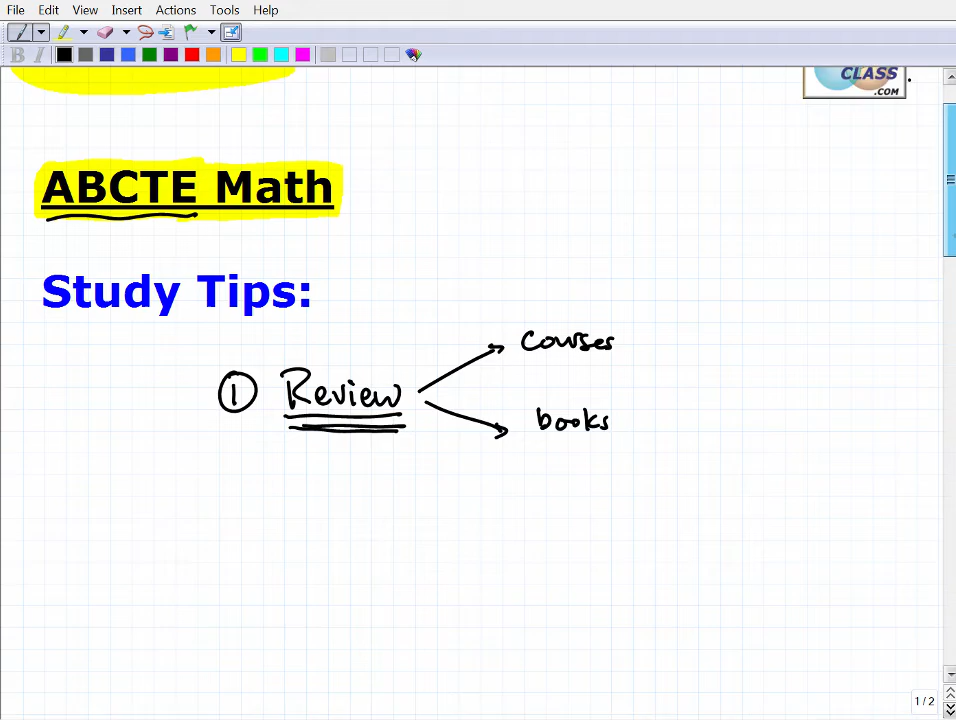 File Edit View Insert Actions Tools Help
B I
CLASS
.COM
ABCTE Math
Study Tips:
courses
① Review
books
1 / 2